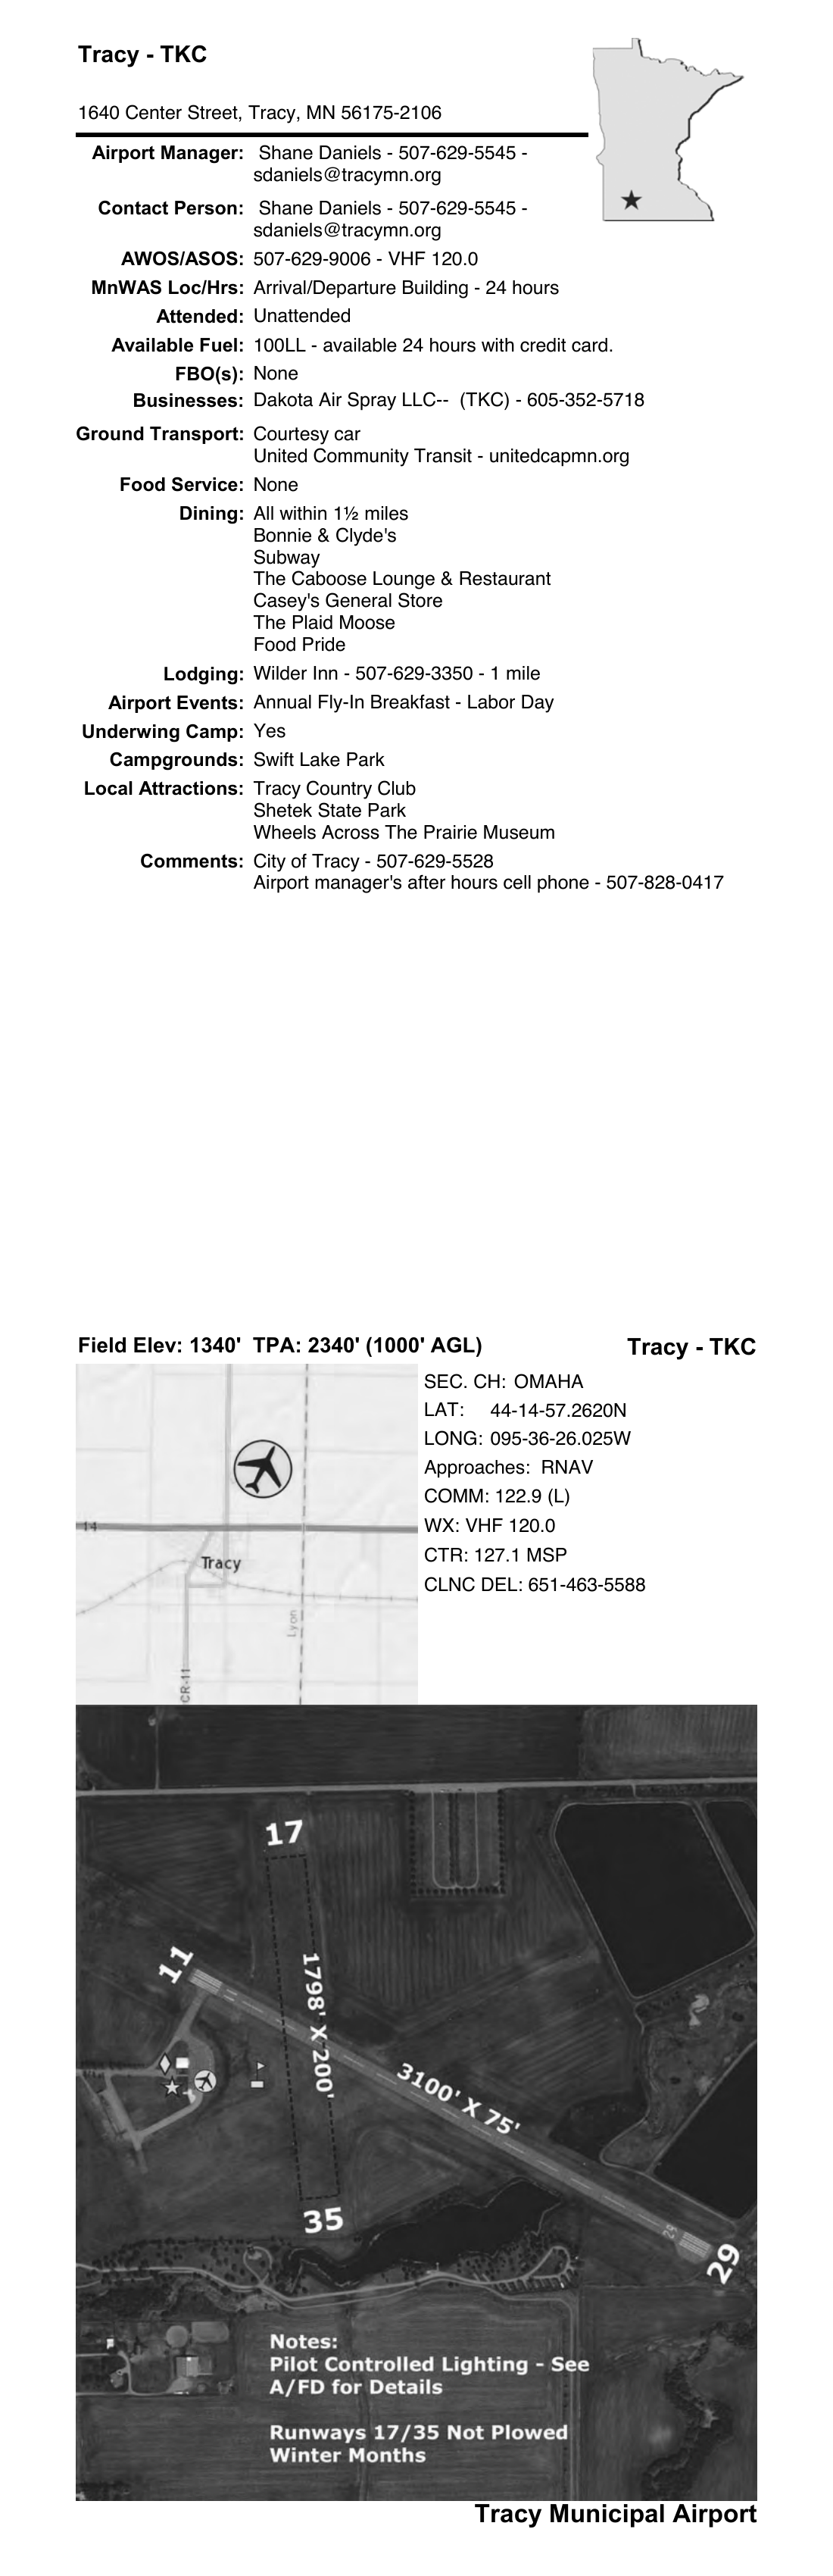 Tracy - TKC
1640 Center Street, Tracy, MN 56175-2106
Airport Manager: Shane Daniels - 507-629-5545 -
sdaniels@tracymn.org
Contact Person: Shane Daniels - 507-629-5545 -
sdaniels@tracymn.org
AWOS/ASOS: 507-629-9006 - VHF 120.0
MnWAS Loc/Hrs: Arrival/Departure Building - 24 hours
Attended: Unattended
Available Fuel: 100LL - available 24 hours with credit card.
FBO(s): None
Businesses: Dakota Air Spray LLC-- (TKC) - 605-352-5718
Ground Transport: Courtesy car
United Community Transit - unitedcapmn.org
Food Service: None
Dining: All within 1½ miles
Bonnie & Clyde's
Subway
The Caboose Lounge & Restaurant
Casey's General Store
The Plaid Moose
Food Pride
Lodging: Wilder Inn - 507-629-3350 - 1 mile
Airport Events: Annual Fly-In Breakfast - Labor Day
Underwing Camp: Yes
Campgrounds: Swift Lake Park
Local Attractions: Tracy Country Club
Shetek State Park
Wheels Across The Prairie Museum
Comments: City of Tracy - 507-629-5528
Airport manager's after hours cell phone - 507-828-0417
Field Elev: 1340' TPA: 2340' (1000' AGL)
Tracy - TKC
SEC. CH: OMAHA
LAT: 44-14-57.2620N
LONG: 095-36-26.025W
Approaches: RNAV
COMM: 122.9 (L)
WX: VHF 120.0
CTR: 127.1 MSP
CLNC DEL: 651-463-5588
14
Tracy
Lyon
CR-11
17
11
1798' X 200'
3100' X 75'
35
29
29
Notes:
Pilot Controlled Lighting - See
A/FD for Details
Runways 17/35 Not Plowed
Winter Months
Tracy Municipal Airport